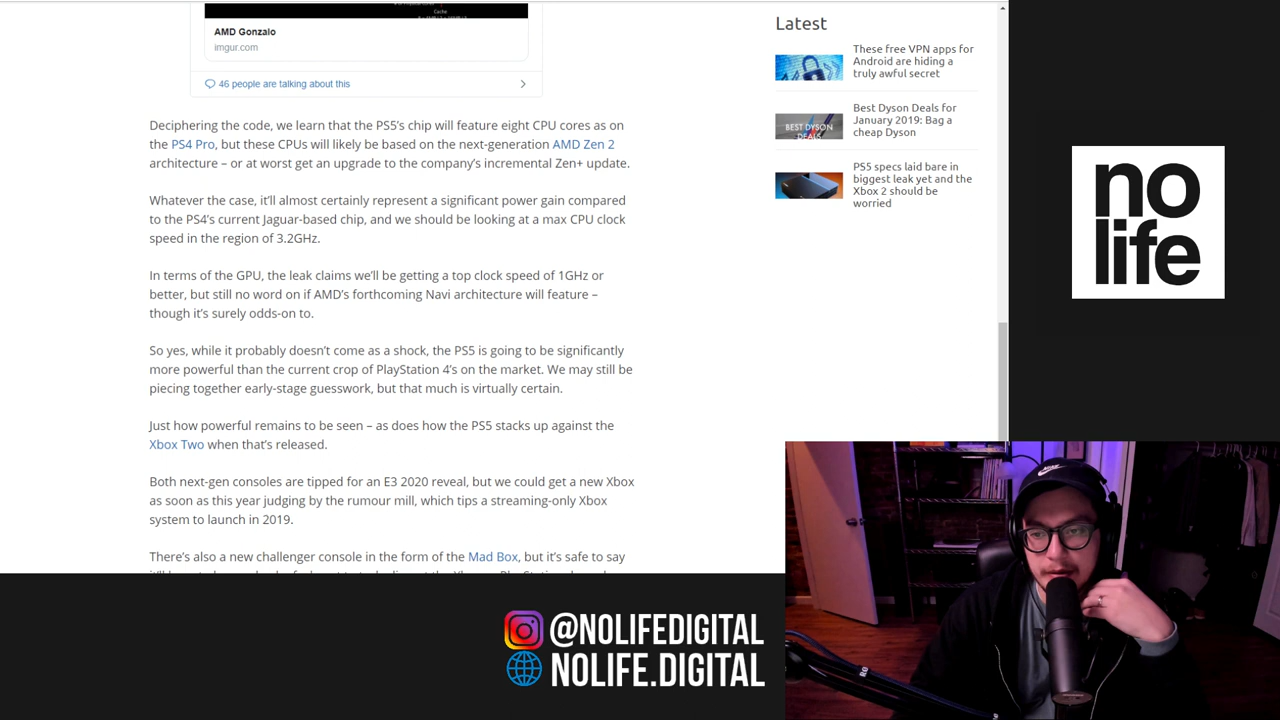 Cache
AMD Gonzalo
imgur.com
46 people are talking about this
Deciphering the code, we learn that the PS5's chip will feature eight CPU cores as on
the PS4 Pro, but these CPUs will likely be based on the next-generation AMD Zen 2
architecture – or at worst get an upgrade to the company's incremental Zen+ update.
Whatever the case, it'll almost certainly represent a significant power gain compared
to the PS4's current Jaguar-based chip, and we should be looking at a max CPU clock
speed in the region of 3.2GHz.
In terms of the GPU, the leak claims we'll be getting a top clock speed of 1GHz or
better, but still no word on if AMD's forthcoming Navi architecture will feature –
though it's surely odds-on to.
So yes, while it probably doesn't come as a shock, the PS5 is going to be significantly
more powerful than the current crop of PlayStation 4's on the market. We may still be
piecing together early-stage guesswork, but that much is virtually certain.
Just how powerful remains to be seen – as does how the PS5 stacks up against the
Xbox Two when that's released.
Both next-gen consoles are tipped for an E3 2020 reveal, but we could get a new Xbox
as soon as this year judging by the rumour mill, which tips a streaming-only Xbox
system to launch in 2019.
There's also a new challenger console in the form of the Mad Box, but it's safe to say
Latest
These free VPN apps for
Android are hiding a
truly awful secret
BEST DYSON
DEALS
Best Dyson Deals for
January 2019: Bag a
cheap Dyson
PS5 specs laid bare in
biggest leak yet and the
Xbox 2 should be
worried
no
life
@NOLIFEDIGITAL
NOLIFE.DIGITAL